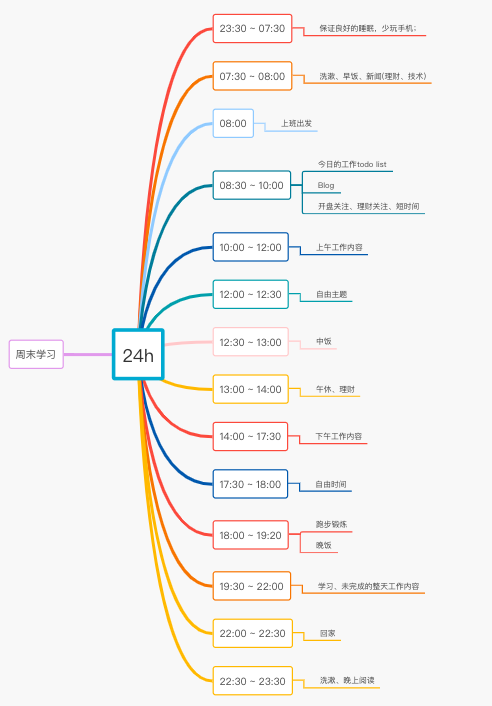 23:30 ~ 07:30
保证良好的睡眠，少玩手机；
07:30 ~ 08:00
洗漱、早饭、新闻(理财、技术)
08:00
上班出发
08:30 ~ 10:00
今日的工作todo list
Blog
开盘关注、理财关注、短时间
10:00 ~ 12:00
上午工作内容
12:00 ~ 12:30
自由主题
12:30 ~ 13:00
中饭
周末学习
24h
13:00 ~ 14:00
午休、理财
14:00 ~ 17:30
下午工作内容
17:30 ~ 18:00
自由时间
18:00 ~ 19:20
跑步锻炼
晚饭
19:30 ~ 22:00
学习、未完成的整天工作内容
22:00 ~ 22:30
回家
22:30 ~ 23:30
洗漱、晚上阅读